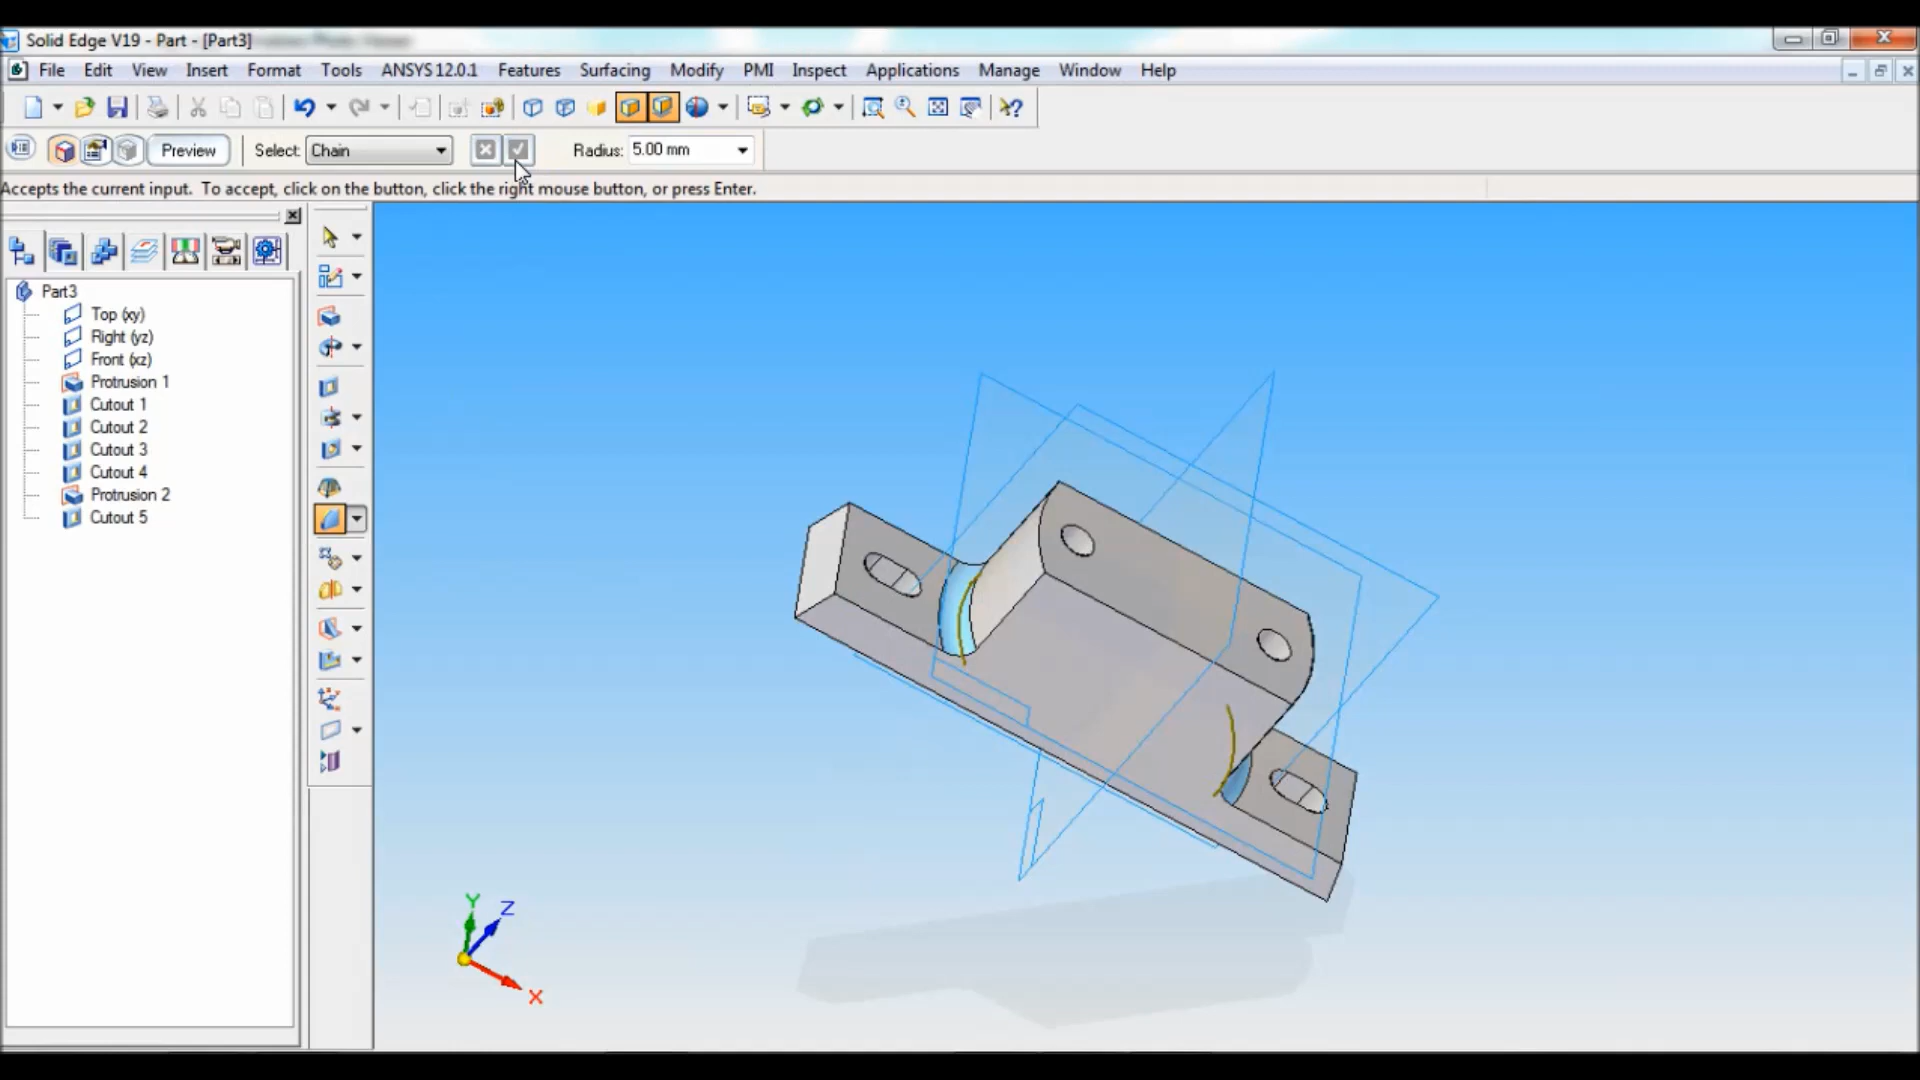 Solid Edge V19 - Part - [Part3]
File Edit View Insert Format Tools ANSYS 12.0.1 Features Surfacing Modify PMI Inspect Applications Manage Window Help
Preview Select: Chain Radius: 5.00 mm
Accepts the current input. To accept, click on the button, click the right mouse button, or press Enter.
Part3
Top (xy)
Right (yz)
Front (xz)
Protrusion 1
Cutout 1
Cutout 2
Cutout 3
Cutout 4
Protrusion 2
Cutout 5
Y
Z
X